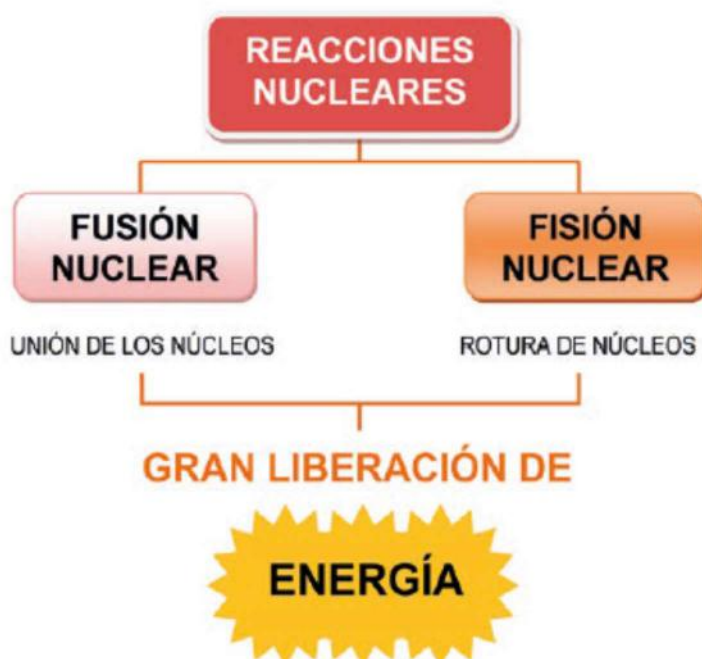 REACCIONES
NUCLEARES
FUSIÓN
NUCLEAR
FISIÓN
NUCLEAR
UNIÓN DE LOS NÚCLEOS
ROTURA DE NÚCLEOS
GRAN LIBERACIÓN DE
ENERGÍA